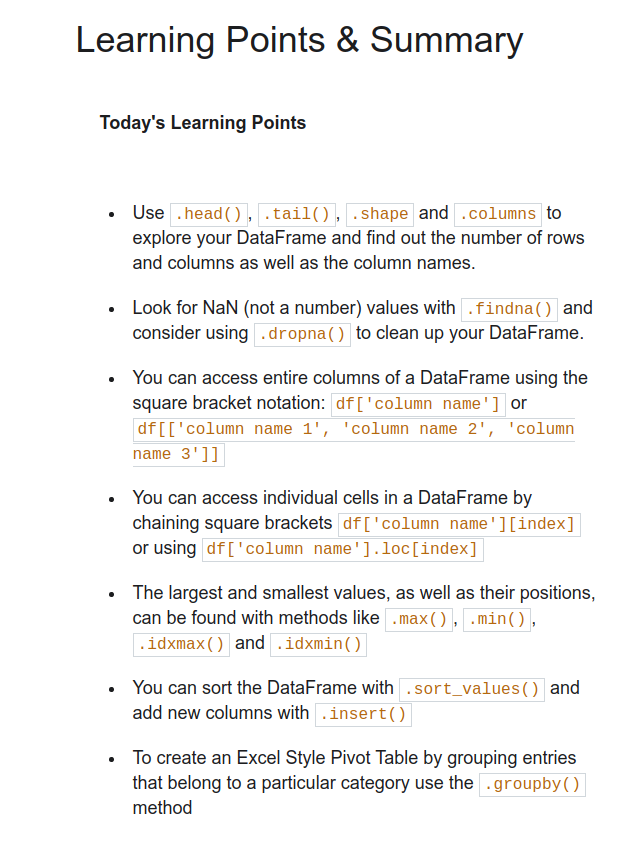 Learning Points & Summary
Today's Learning Points
• Use .head(), .tail(), .shape and .columns to
explore your DataFrame and find out the number of rows
and columns as well as the column names.
• Look for NaN (not a number) values with .findna() and
consider using .dropna() to clean up your DataFrame.
• You can access entire columns of a DataFrame using the
square bracket notation: df['column name'] or
df[['column name 1', 'column name 2', 'column
name 3']]
• You can access individual cells in a DataFrame by
chaining square brackets df['column name'][index]
or using df['column name'].loc[index]
• The largest and smallest values, as well as their positions,
can be found with methods like .max(), .min(),
.idxmax() and .idxmin()
• You can sort the DataFrame with .sort_values() and
add new columns with .insert()
• To create an Excel Style Pivot Table by grouping entries
that belong to a particular category use the .groupby()
method